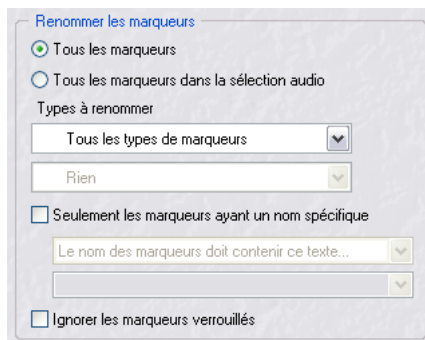 Renommer les marqueurs
Tous les marqueurs
Tous les marqueurs dans la sélection audio
Types à renommer
Tous les types de marqueurs
Rien
Seulement les marqueurs ayant un nom spécifique
Le nom des marqueurs doit contenir ce texte...
Ignorer les marqueurs verrouillés